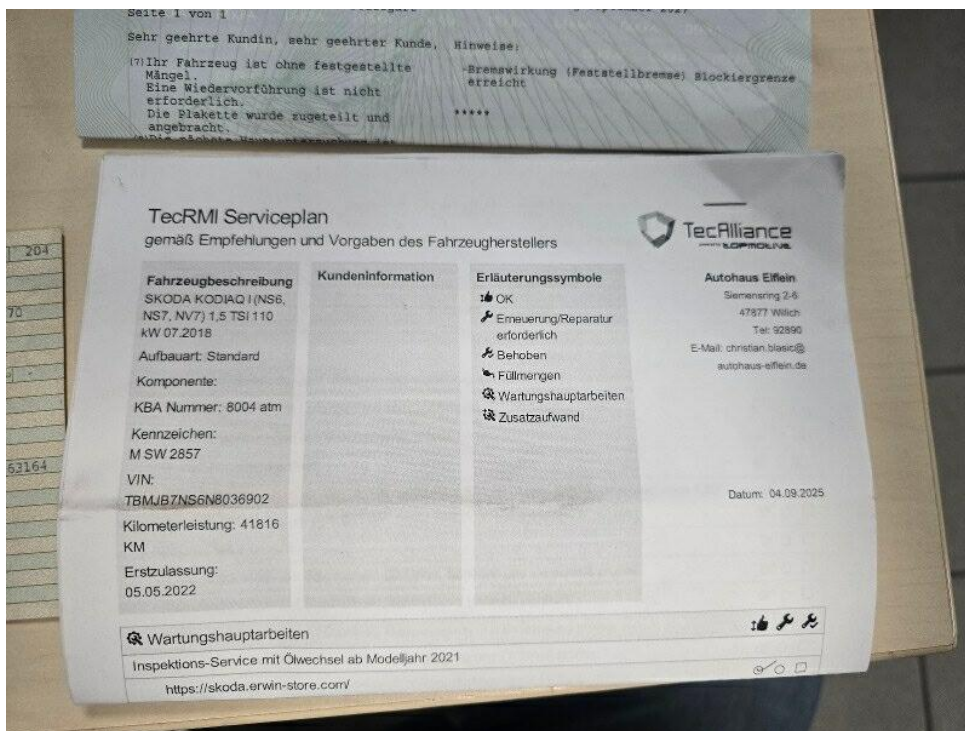 Seite 1 von 1
Sehr geehrte Kundin, sehr geehrter Kunde,
(7) Ihr Fahrzeug ist ohne festgestellte
Mängel.
Eine Wiedervorführung ist nicht
erforderlich.
Die Plakette wurde zugeteilt und
angebracht.
Hinweise:
-Bremswirkung (Feststellbremse) Blockiergrenze
erreicht
*****
204
70
63164
TecRMI Serviceplan
gemäß Empfehlungen und Vorgaben des Fahrzeugherstellers
TecAlliance
TOPMOTIVE
Fahrzeugbeschreibung
SKODA KODIAQ I (NS6,
NS7, NV7) 1,5 TSI 110
kW 07.2018
Aufbauart: Standard
Komponente:
KBA Nummer: 8004 atm
Kennzeichen:
M SW 2857
VIN:
TBMJB7NS6N8036902
Kilometerleistung: 41816
KM
Erstzulassung:
05.05.2022
Kundeninformation
Erläuterungssymbole
OK
Erneuerung/Reparatur
erforderlich
Behoben
Füllmengen
Wartungshauptarbeiten
Zusatzaufwand
Autohaus Elflein
Siemensring 2-6
47877 Willich
Tel: 92890
E-Mail: christian.blasic@
autohaus-elflein.de
Datum: 04.09.2025
Wartungshauptarbeiten
Inspektions-Service mit Ölwechsel ab Modelljahr 2021
https://skoda.erwin-store.com/